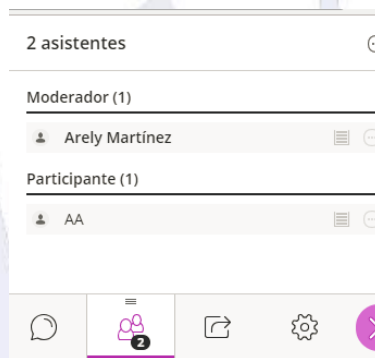 2 asistentes
Moderador (1)
Arely Martínez
Participante (1)
AA
2